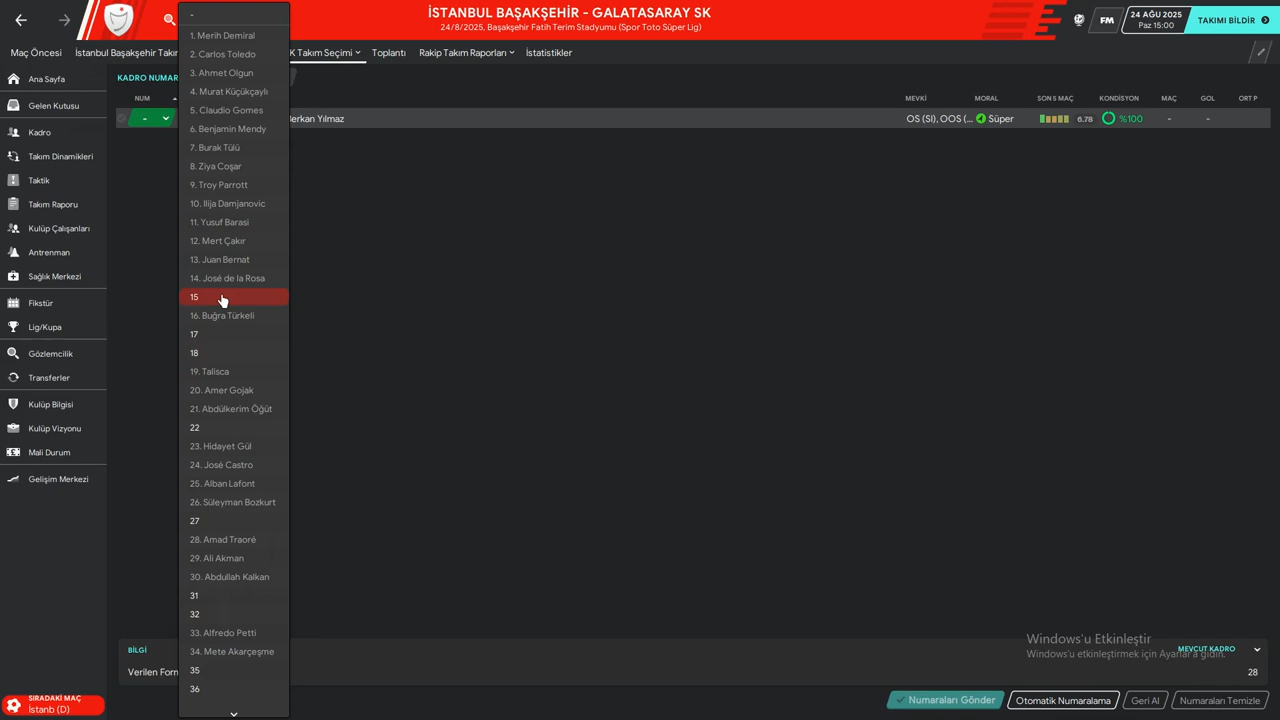 İSTANBUL BAŞAKŞEHİR - GALATASARAY SK
24/8/2025, Başakşehir Fatih Terim Stadyumu (Spor Toto Süper Lig)
FM
24 AĞU 2025
Paz 15:00
TAKIMI BİLDİR
Maç Öncesi
İstanbul Başakşehir Takım
K Takım Seçimi
Toplantı
Rakip Takım Raporları
İstatistikler
KADRO NUMAR
NUM
MEVKİ
MORAL
SON 5 MAÇ
KONDİSYON
MAÇ
GOL
ORT P
-
Berkan Yılmaz
OS (Sİ), OOS (...
Süper
6.78
%100
-
-
Ana Sayfa
Gelen Kutusu
Kadro
Takım Dinamikleri
Taktik
Takım Raporu
Kulüp Çalışanları
Antrenman
Sağlık Merkezi
Fikstür
Lig/Kupa
Gözlemcilik
Transferler
Kulüp Bilgisi
Kulüp Vizyonu
Mali Durum
Gelişim Merkezi
SIRADAKİ MAÇ
İstanb (D)
-
1. Merih Demiral
2. Carlos Toledo
3. Ahmet Olgun
4. Murat Küçükçaylı
5. Claudio Gomes
6. Benjamin Mendy
7. Burak Tülü
8. Ziya Coşar
9. Troy Parrott
10. Ilija Damjanovic
11. Yusuf Barasi
12. Mert Çakır
13. Juan Bernat
14. José de la Rosa
15
16. Buğra Türkeli
17
18
19. Talisca
20. Amer Gojak
21. Abdülkerim Öğüt
22
23. Hidayet Gül
24. José Castro
25. Alban Lafont
26. Süleyman Bozkurt
27
28. Amad Traoré
29. Ali Akman
30. Abdullah Kalkan
31
32
33. Alfredo Petti
34. Mete Akarçeşme
35
36
BİLGİ
Verilen Form
Windows'u Etkinleştir
Windows'u etkinleştirmek için Ayarlar'a gidin.
MEVCUT KADRO
28
Numaraları Gönder
Otomatik Numaralama
Geri Al
Numaraları Temizle